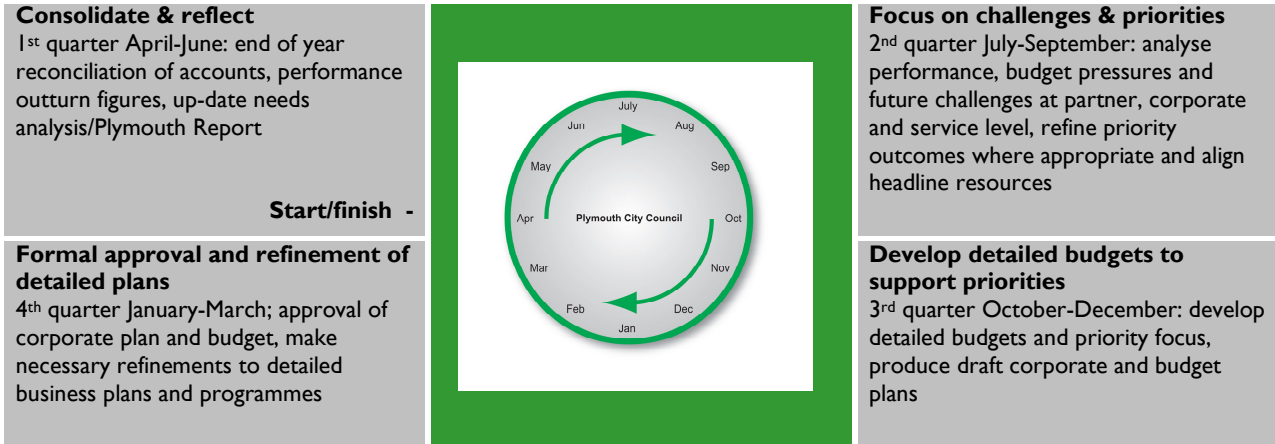 Consolidate & reflect
1st quarter April-June: end of year
reconciliation of accounts, performance
outturn figures, up-date needs
analysis/Plymouth Report
Start/finish -
July
Aug
Sep
Oct
Nov
Dec
Jan
Feb
Mar
Apr
May
Jun
Plymouth City Council
Focus on challenges & priorities
2nd quarter July-September: analyse
performance, budget pressures and
future challenges at partner, corporate
and service level, refine priority
outcomes where appropriate and align
headline resources
Formal approval and refinement of
detailed plans
4th quarter January-March; approval of
corporate plan and budget, make
necessary refinements to detailed
business plans and programmes
Develop detailed budgets to
support priorities
3rd quarter October-December: develop
detailed budgets and priority focus,
produce draft corporate and budget
plans